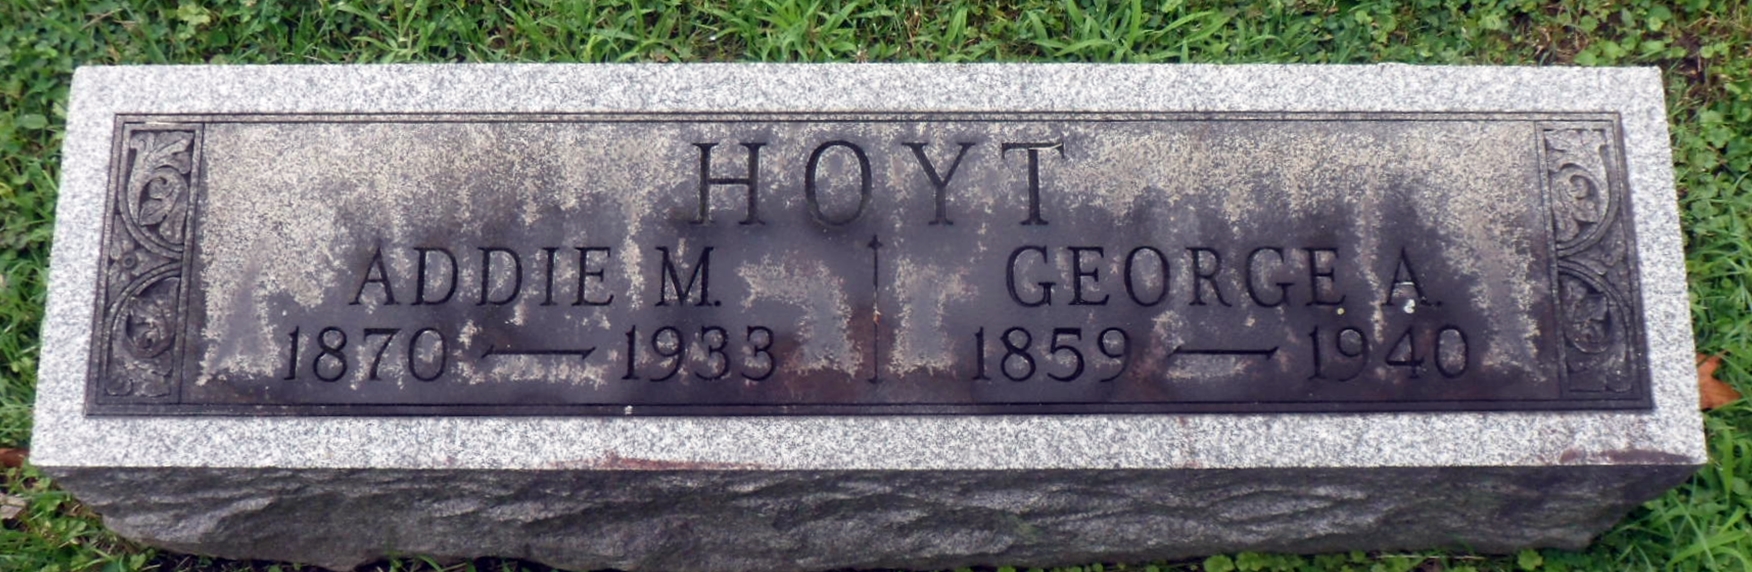 HOYT
ADDIE M. GEORGE A.
1870 — 1933 1859 — 1940